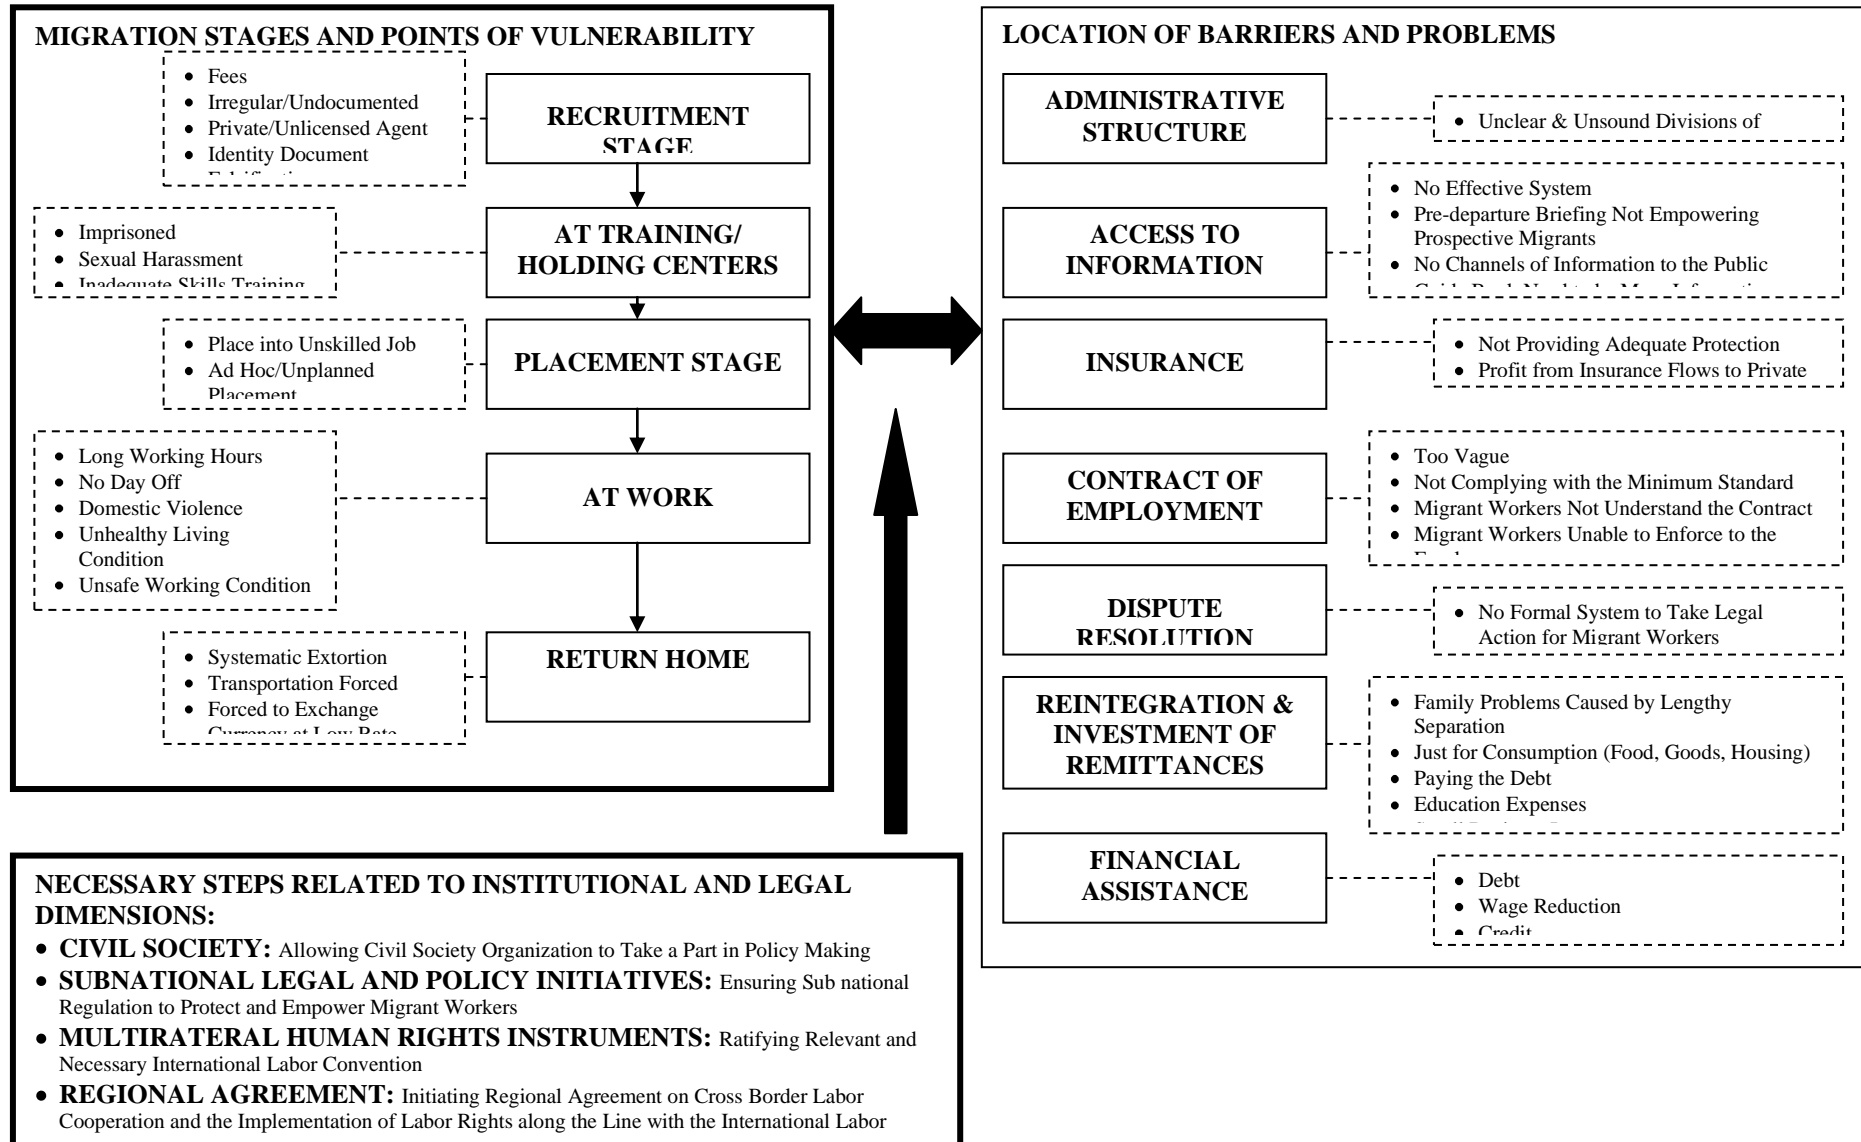 MIGRATION STAGES AND POINTS OF VULNERABILITY
• Fees
• Irregular/Undocumented
• Private/Unlicensed Agent
• Identity Document
RECRUITMENT
STAGE
• Imprisoned
• Sexual Harassment
• Inadequate Skills Training
AT TRAINING/
HOLDING CENTERS
• Place into Unskilled Job
• Ad Hoc/Unplanned
Placement
PLACEMENT STAGE
• Long Working Hours
• No Day Off
• Domestic Violence
• Unhealthy Living
Condition
• Unsafe Working Condition
AT WORK
• Systematic Extortion
• Transportation Forced
• Forced to Exchange
Currency at Low Rate
RETURN HOME
LOCATION OF BARRIERS AND PROBLEMS
ADMINISTRATIVE
STRUCTURE
• Unclear & Unsound Divisions of
ACCESS TO
INFORMATION
• No Effective System
• Pre-departure Briefing Not Empowering
Prospective Migrants
• No Channels of Information to the Public
INSURANCE
• Not Providing Adequate Protection
• Profit from Insurance Flows to Private
CONTRACT OF
EMPLOYMENT
• Too Vague
• Not Complying with the Minimum Standard
• Migrant Workers Not Understand the Contract
• Migrant Workers Unable to Enforce to the
DISPUTE
RESOLUTION
• No Formal System to Take Legal
Action for Migrant Workers
REINTEGRATION &
INVESTMENT OF
REMITTANCES
• Family Problems Caused by Lengthy
Separation
• Just for Consumption (Food, Goods, Housing)
• Paying the Debt
• Education Expenses
FINANCIAL
ASSISTANCE
• Debt
• Wage Reduction
• Credit
NECESSARY STEPS RELATED TO INSTITUTIONAL AND LEGAL
DIMENSIONS:
• CIVIL SOCIETY: Allowing Civil Society Organization to Take a Part in Policy Making
• SUBNATIONAL LEGAL AND POLICY INITIATIVES: Ensuring Sub national
Regulation to Protect and Empower Migrant Workers
• MULTIRATERAL HUMAN RIGHTS INSTRUMENTS: Ratifying Relevant and
Necessary International Labor Convention
• REGIONAL AGREEMENT: Initiating Regional Agreement on Cross Border Labor
Cooperation and the Implementation of Labor Rights along the Line with the International Labor